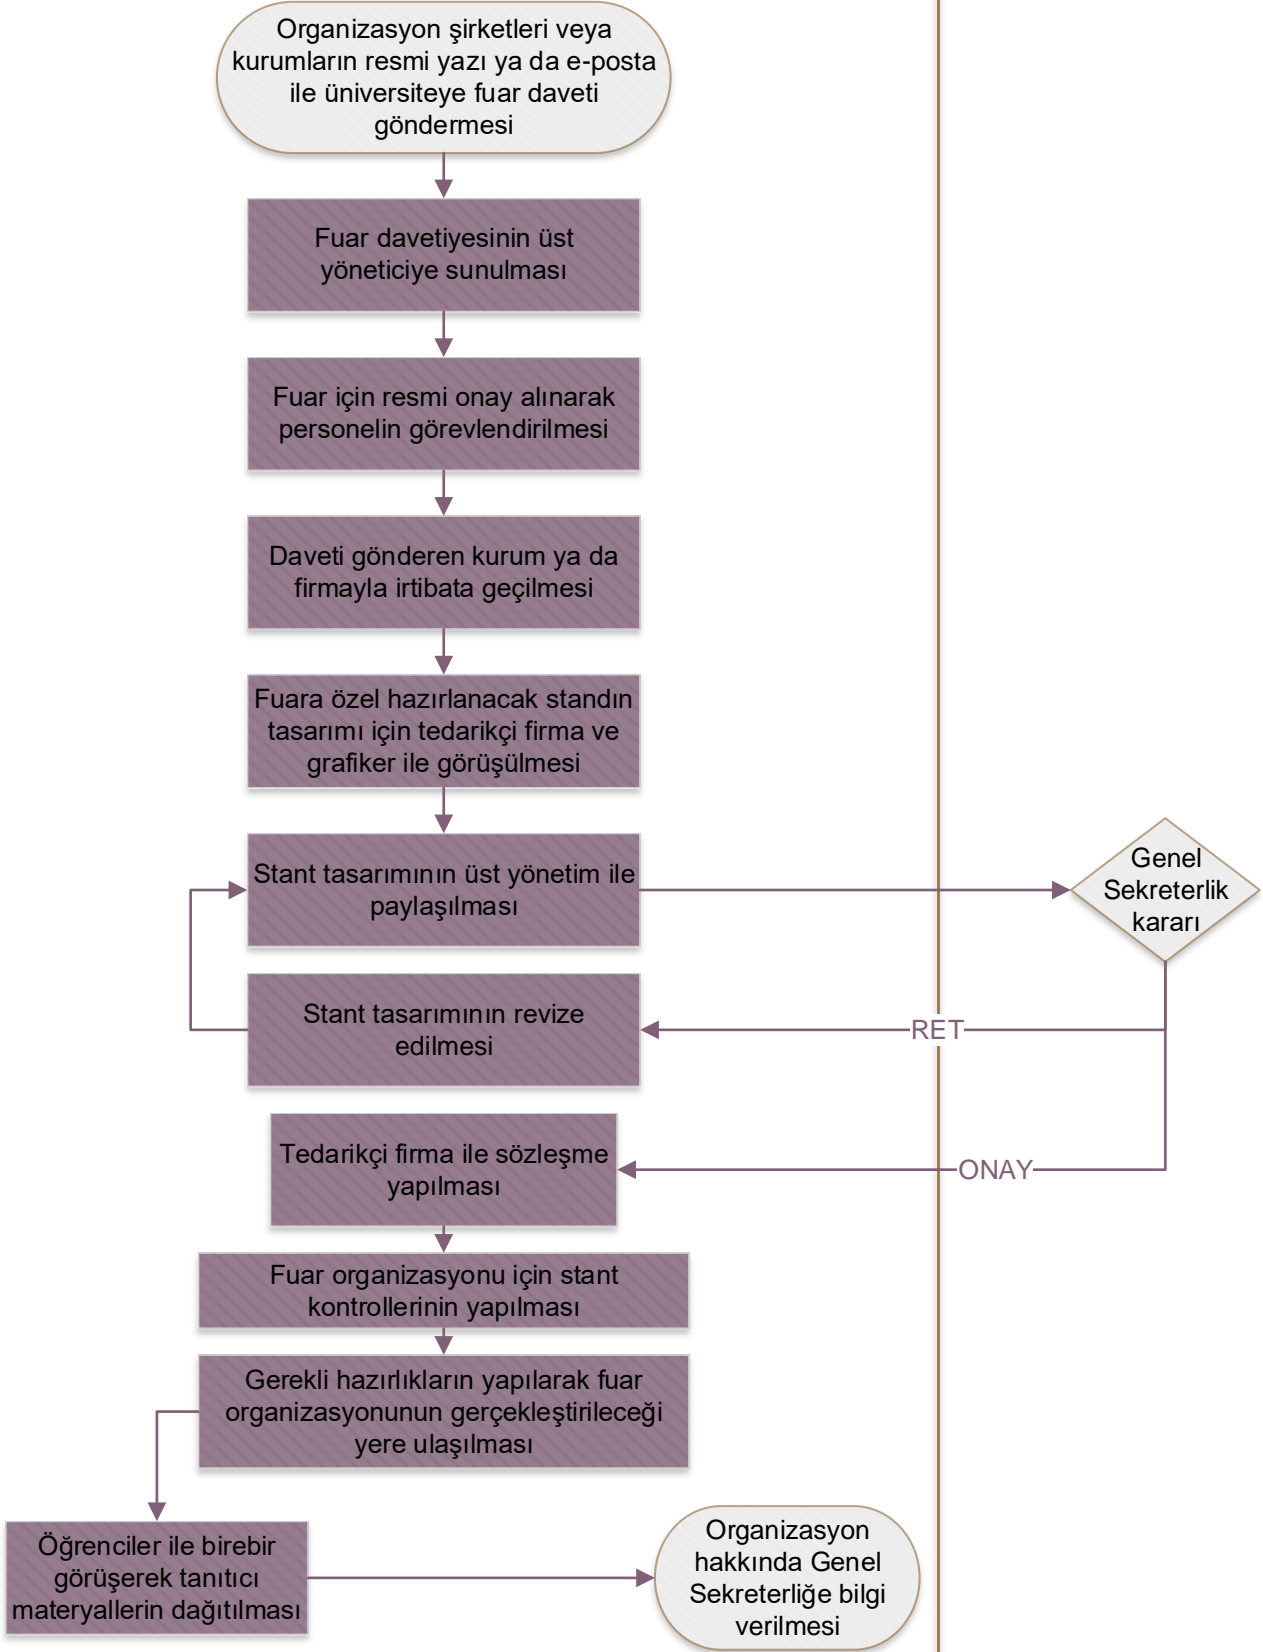 Organizasyon şirketleri veya
kurumların resmi yazı ya da e-posta
ile üniversiteye fuar daveti
göndermesi
Fuar davetiyesinin üst
yöneticiye sunulması
Fuar için resmi onay alınarak
personelin görevlendirilmesi
Daveti gönderen kurum ya da
firmayla irtibata geçilmesi
Fuara özel hazırlanacak standın
tasarımı için tedarikçi firma ve
grafiker ile görüşülmesi
Stant tasarımının üst yönetim ile
paylaşılması
Genel
Sekreterlik
kararı
Stant tasarımının revize
edilmesi
RET
Tedarikçi firma ile sözleşme
yapılması
ONAY
Fuar organizasyonu için stant
kontrollerinin yapılması
Gerekli hazırlıkların yapılarak fuar
organizasyonunun gerçekleştirileceği
yere ulaşılması
Öğrenciler ile birebir
görüşerek tanıtıcı
materyallerin dağıtılması
Organizasyon
hakkında Genel
Sekreterliğe bilgi
verilmesi